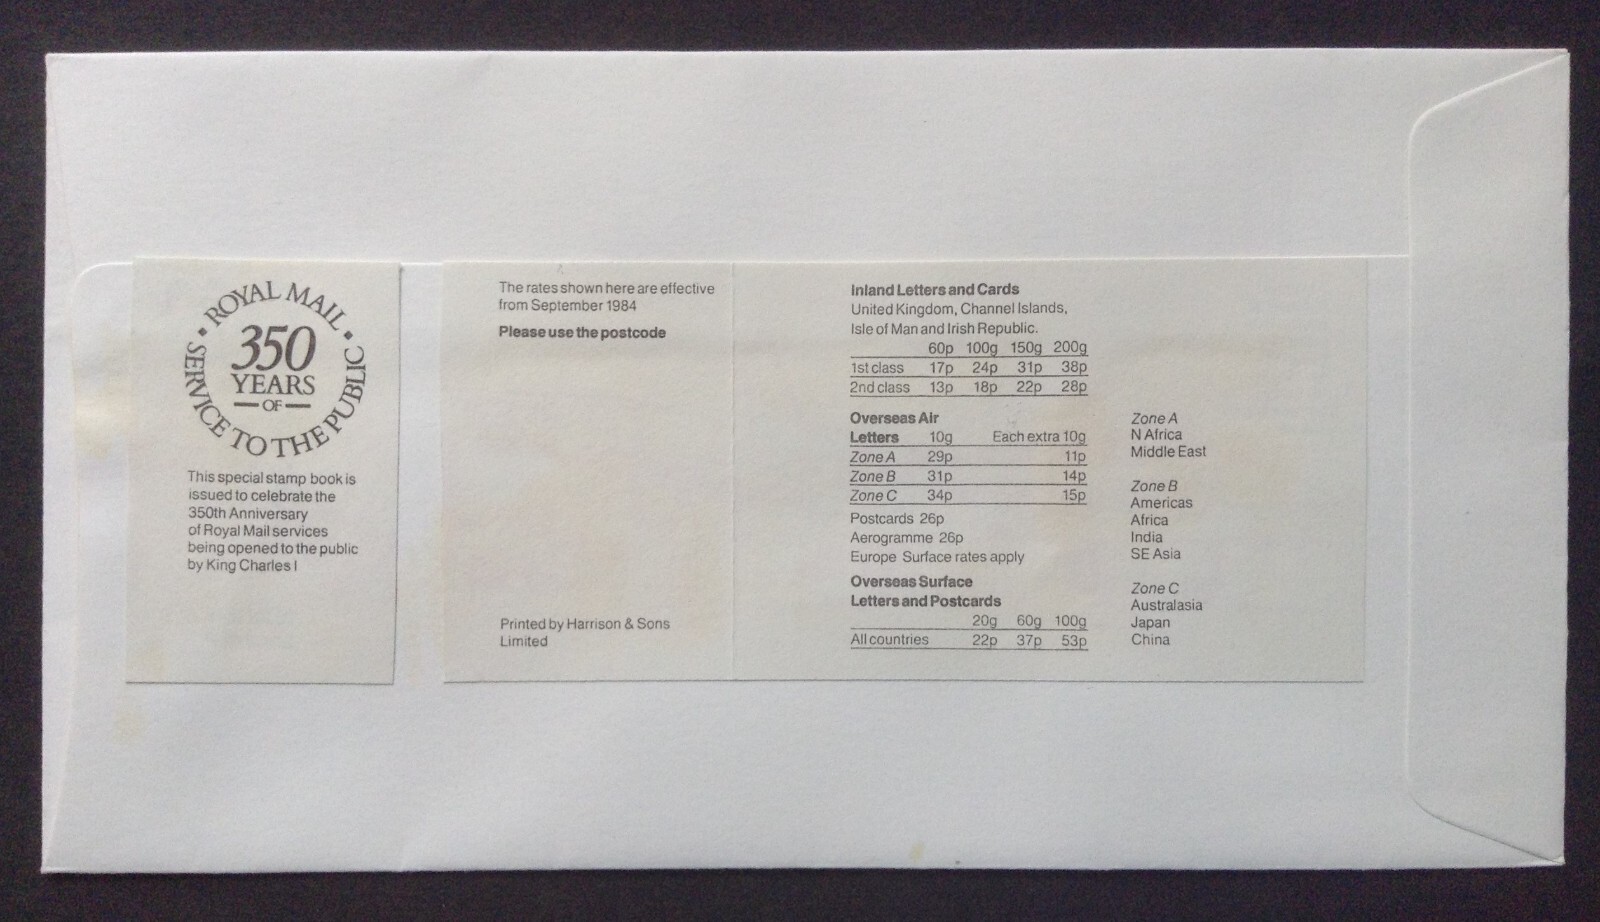 ROYAL MAIL
350
YEARS
— OF —
SERVICE TO THE PUBLIC
This special stamp book is
issued to celebrate the
350th Anniversary
of Royal Mail services
being opened to the public
by King Charles I
The rates shown here are effective
from September 1984
Please use the postcode
Printed by Harrison & Sons
Limited
Inland Letters and Cards
United Kingdom, Channel Islands,
Isle of Man and Irish Republic.
60p 100g 150g 200g
1st class 17p 24p 31p 38p
2nd class 13p 18p 22p 28p
Overseas Air
Letters 10g Each extra 10g
Zone A 29p 11p
Zone B 31p 14p
Zone C 34p 15p
Postcards 26p
Aerogramme 26p
Europe Surface rates apply
Overseas Surface
Letters and Postcards
20g 60g 100g
All countries 22p 37p 53p
Zone A
N Africa
Middle East
Zone B
Americas
Africa
India
SE Asia
Zone C
Australasia
Japan
China